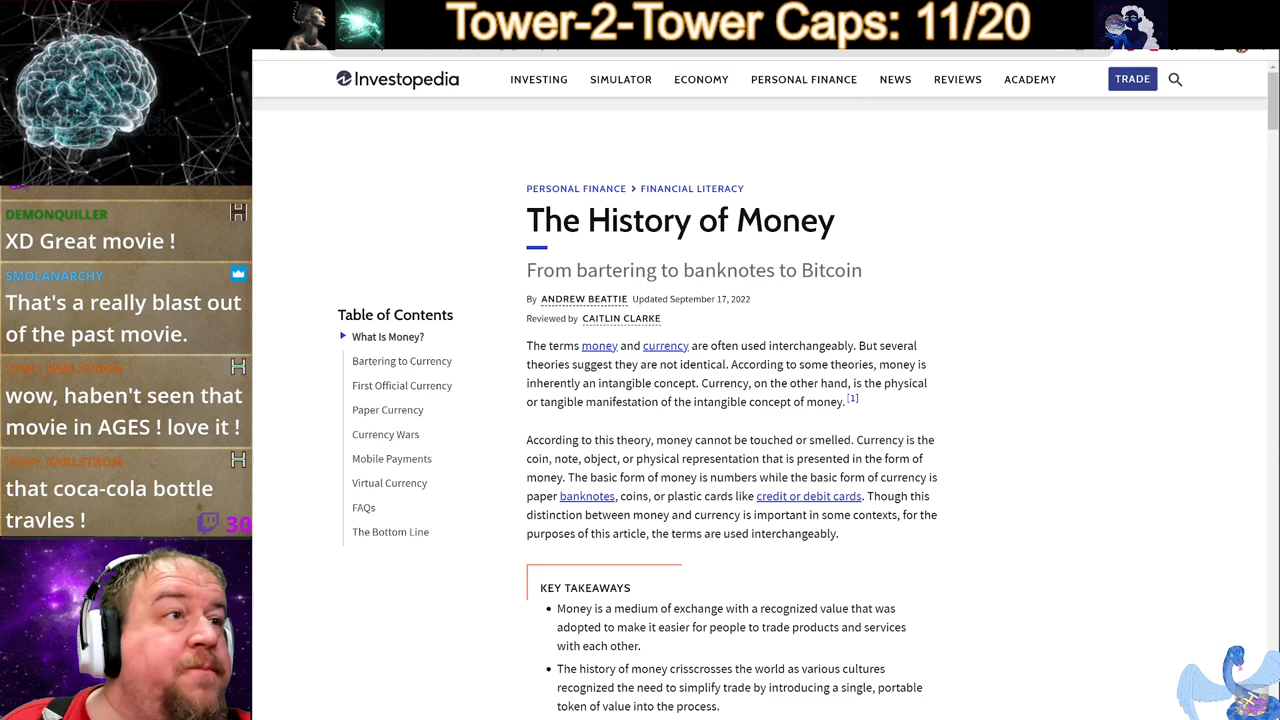 Tower-2-Tower Caps: 11/20
Investopedia
INVESTING SIMULATOR ECONOMY PERSONAL FINANCE NEWS REVIEWS ACADEMY TRADE
DEMONQUILLER
XD Great movie !
SMOLANARCHY
That's a really blast out
of the past movie.
TONY KARLSTROM
wow, haben't seen that
movie in AGES ! love it !
TONY KARLSTROM
that coca-cola bottle
travles !
30
Table of Contents
What Is Money?
Bartering to Currency
First Official Currency
Paper Currency
Currency Wars
Mobile Payments
Virtual Currency
FAQs
The Bottom Line
PERSONAL FINANCE > FINANCIAL LITERACY
The History of Money
From bartering to banknotes to Bitcoin
By ANDREW BEATTIE Updated September 17, 2022
Reviewed by CAITLIN CLARKE
The terms money and currency are often used interchangeably. But several
theories suggest they are not identical. According to some theories, money is
inherently an intangible concept. Currency, on the other hand, is the physical
or tangible manifestation of the intangible concept of money. [1]
According to this theory, money cannot be touched or smelled. Currency is the
coin, note, object, or physical representation that is presented in the form of
money. The basic form of money is numbers while the basic form of currency is
paper banknotes, coins, or plastic cards like credit or debit cards. Though this
distinction between money and currency is important in some contexts, for the
purposes of this article, the terms are used interchangeably.
KEY TAKEAWAYS
• Money is a medium of exchange with a recognized value that was
adopted to make it easier for people to trade products and services
with each other.
• The history of money crisscrosses the world as various cultures
recognized the need to simplify trade by introducing a single, portable
token of value into the process.